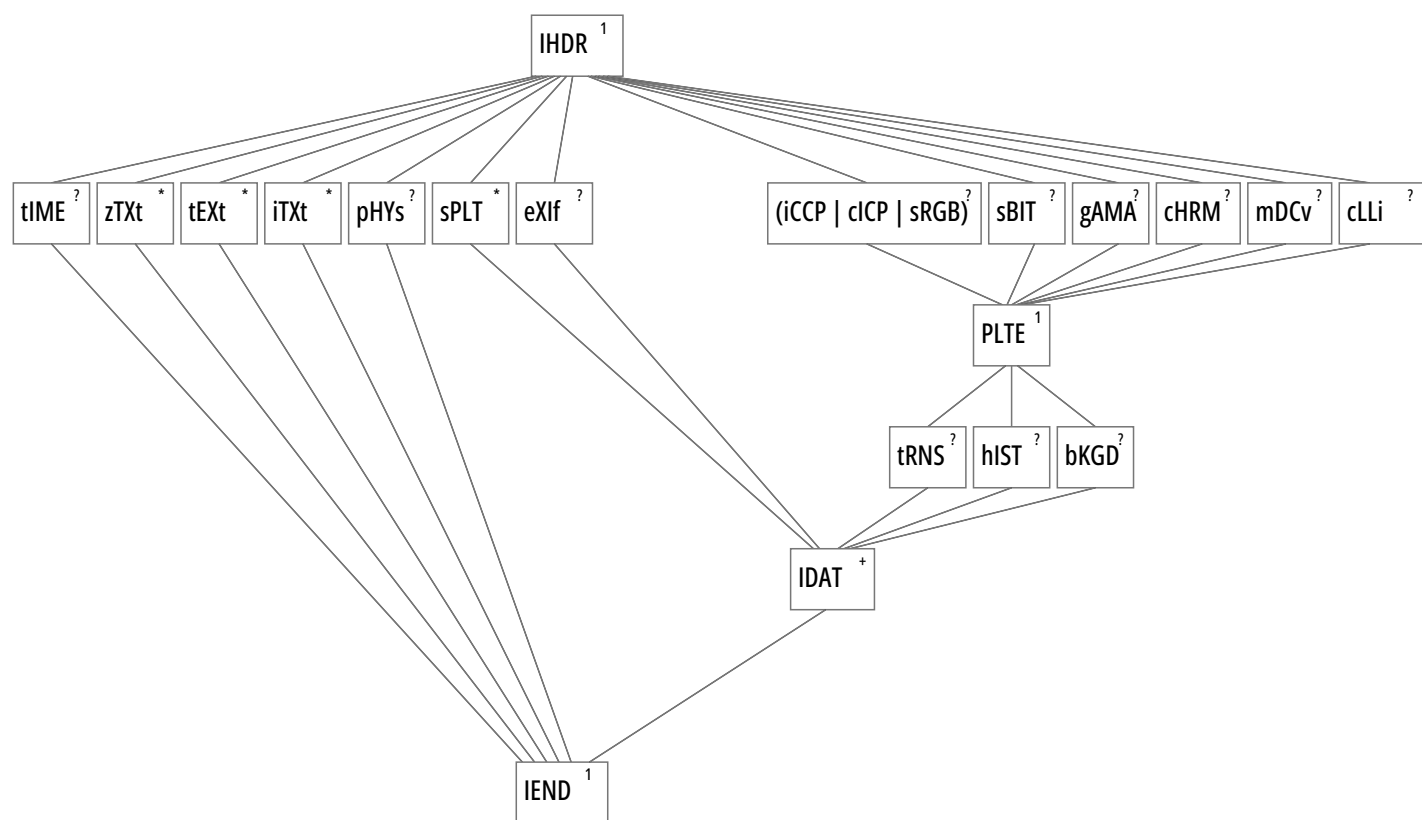 IHDR 1
tIME ? zTXt * tEXt * iTXt * pHYs ? sPLT * eXIf ? (iCCP | cICP | sRGB) ? sBIT ? gAMA ? cHRM ? mDCv ? cLLi ?
PLTE 1
tRNS ? hIST ? bKGD ?
IDAT +
IEND 1